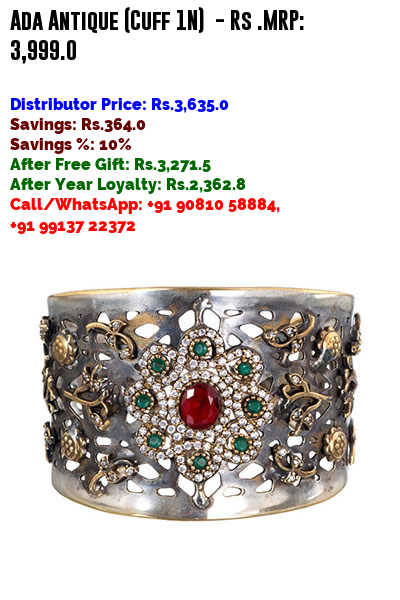 Ada Antique (Cuff 1N) - Rs .MRP:
3,999.0
Distributor Price: Rs.3,635.0
Savings: Rs.364.0
Savings %: 10%
After Free Gift: Rs.3,271.5
After Year Loyalty: Rs.2,362.8
Call/WhatsApp: +91 90810 58884,
+91 99137 22372